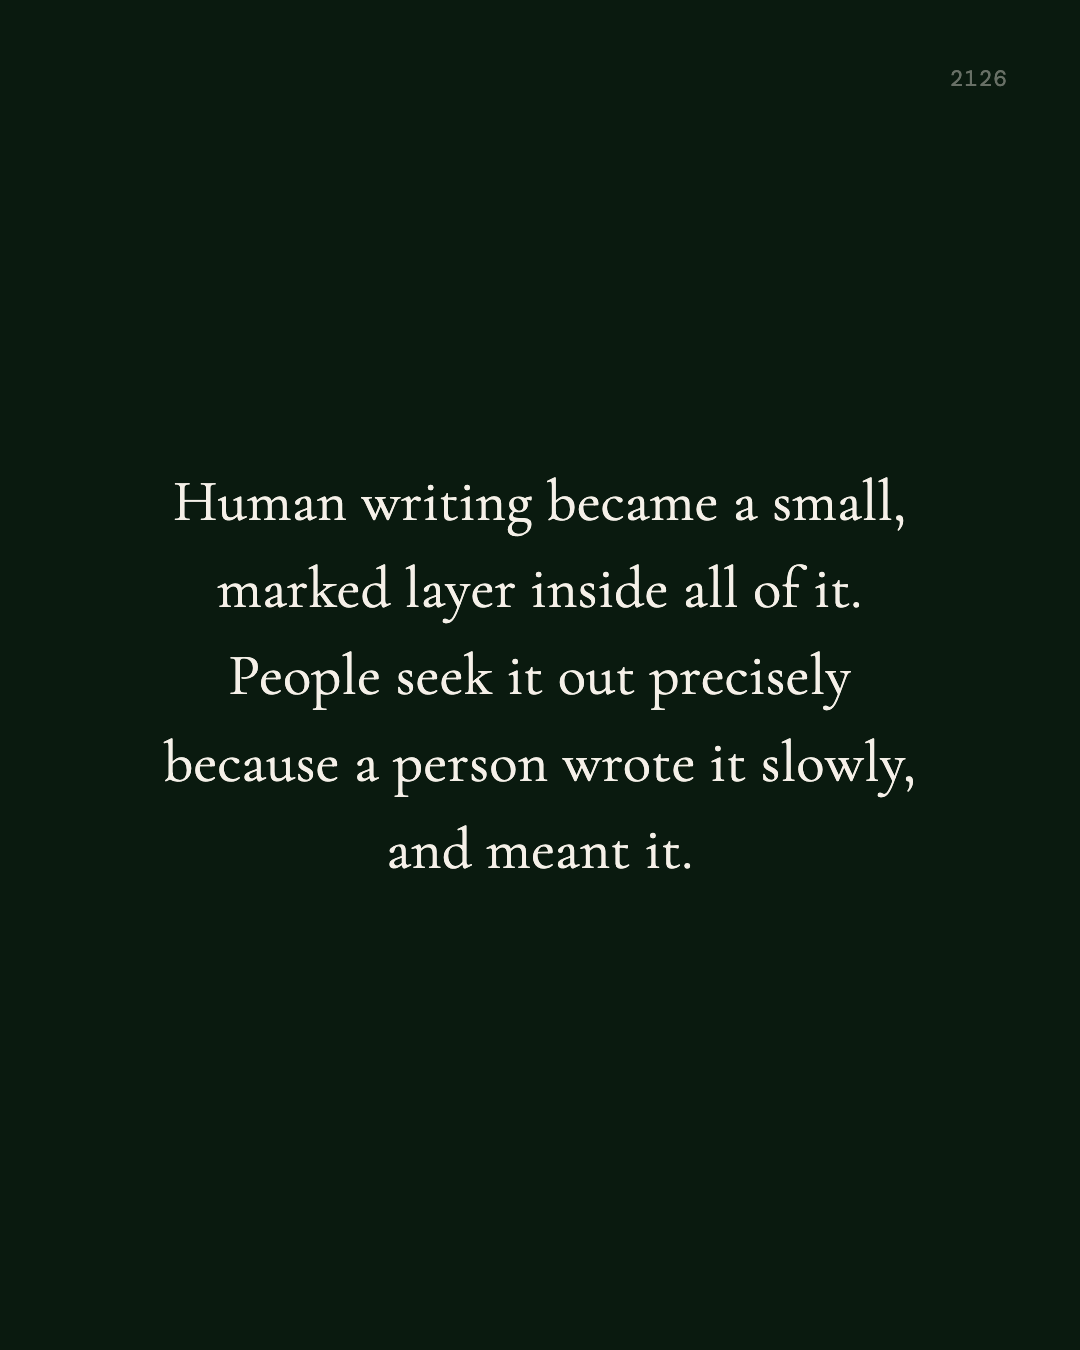 2126
Human writing became a small,
marked layer inside all of it.
People seek it out precisely
because a person wrote it slowly,
and meant it.